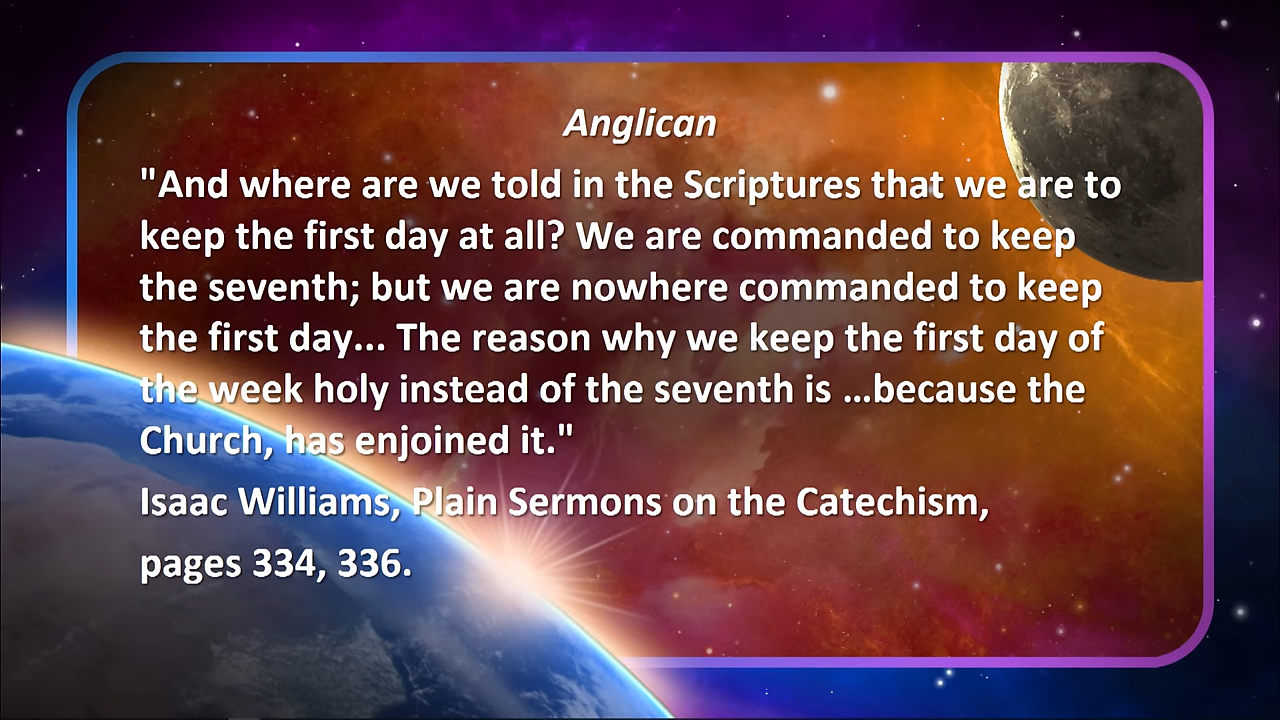 Anglican
"And where are we told in the Scriptures that we are to
keep the first day at all? We are commanded to keep
the seventh; but we are nowhere commanded to keep
the first day... The reason why we keep the first day of
the week holy instead of the seventh is ...because the
Church, has enjoined it."
Isaac Williams, Plain Sermons on the Catechism,
pages 334, 336.